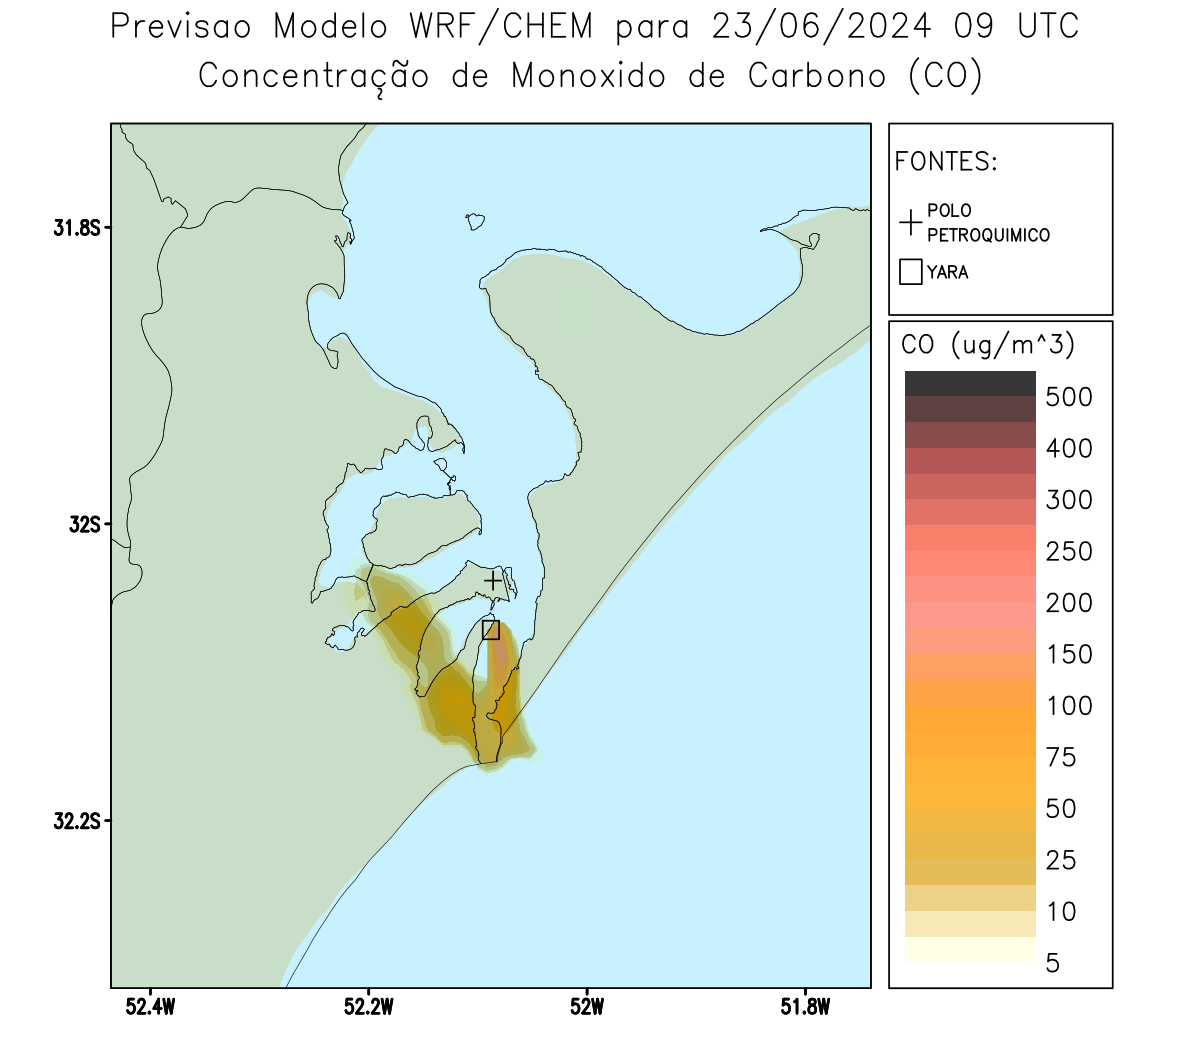 Previsao Modelo WRF/CHEM para 23/06/2024 09 UTC
Concentração de Monoxido de Carbono (CO)
FONTES:
POLO
PETROQUIMICO
YARA
31.8S
32S
32.2S
52.4W
52.2W
52W
51.8W
CO (ug/m^3)
500
400
300
250
200
150
100
75
50
25
10
5